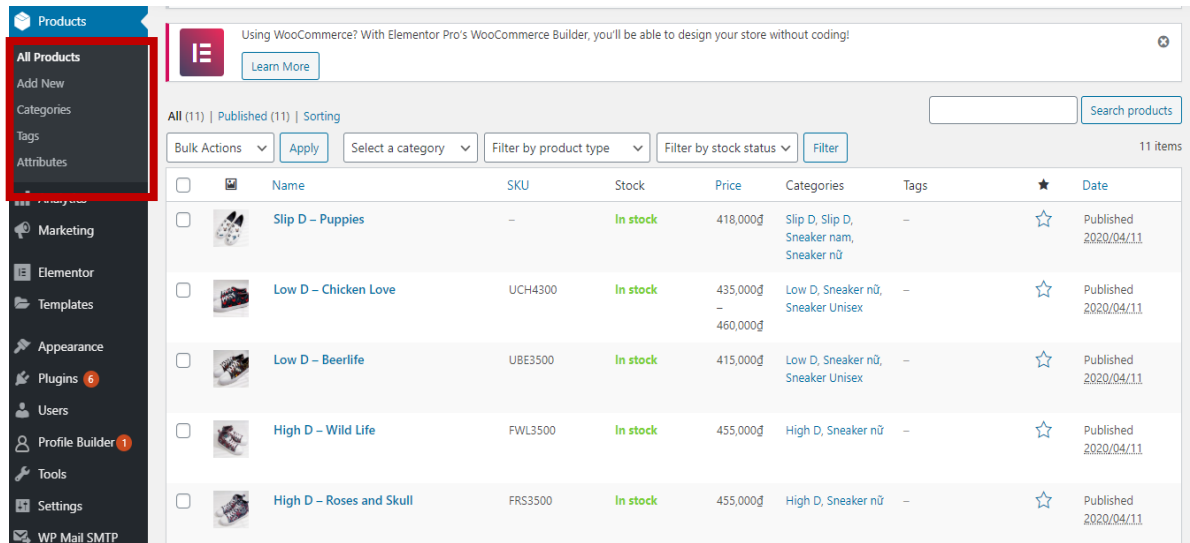 Products
All Products
Add New
Categories
Tags
Attributes
Analytics
Marketing
Elementor
Templates
Appearance
Plugins 6
Users
Profile Builder 1
Tools
Settings
WP Mail SMTP
Using WooCommerce? With Elementor Pro's WooCommerce Builder, you'll be able to design your store without coding!
Learn More
Search products
All (11) | Published (11) | Sorting
Bulk Actions Apply Select a category Filter by product type Filter by stock status Filter 11 items
Name SKU Stock Price Categories Tags Date
Slip D – Puppies – In stock 418,000₫ Slip D, Slip D, – Published
Sneaker nam, 2020/04/11
Sneaker nữ
Low D – Chicken Love UCH4300 In stock 435,000₫ Low D, Sneaker nữ, – Published
– Sneaker Unisex 2020/04/11
460,000₫
Low D – Beerlife UBE3500 In stock 415,000₫ Low D, Sneaker nữ, – Published
Sneaker Unisex 2020/04/11
High D – Wild Life FWL3500 In stock 455,000₫ High D, Sneaker nữ – Published
2020/04/11
High D – Roses and Skull FRS3500 In stock 455,000₫ High D, Sneaker nữ – Published
2020/04/11